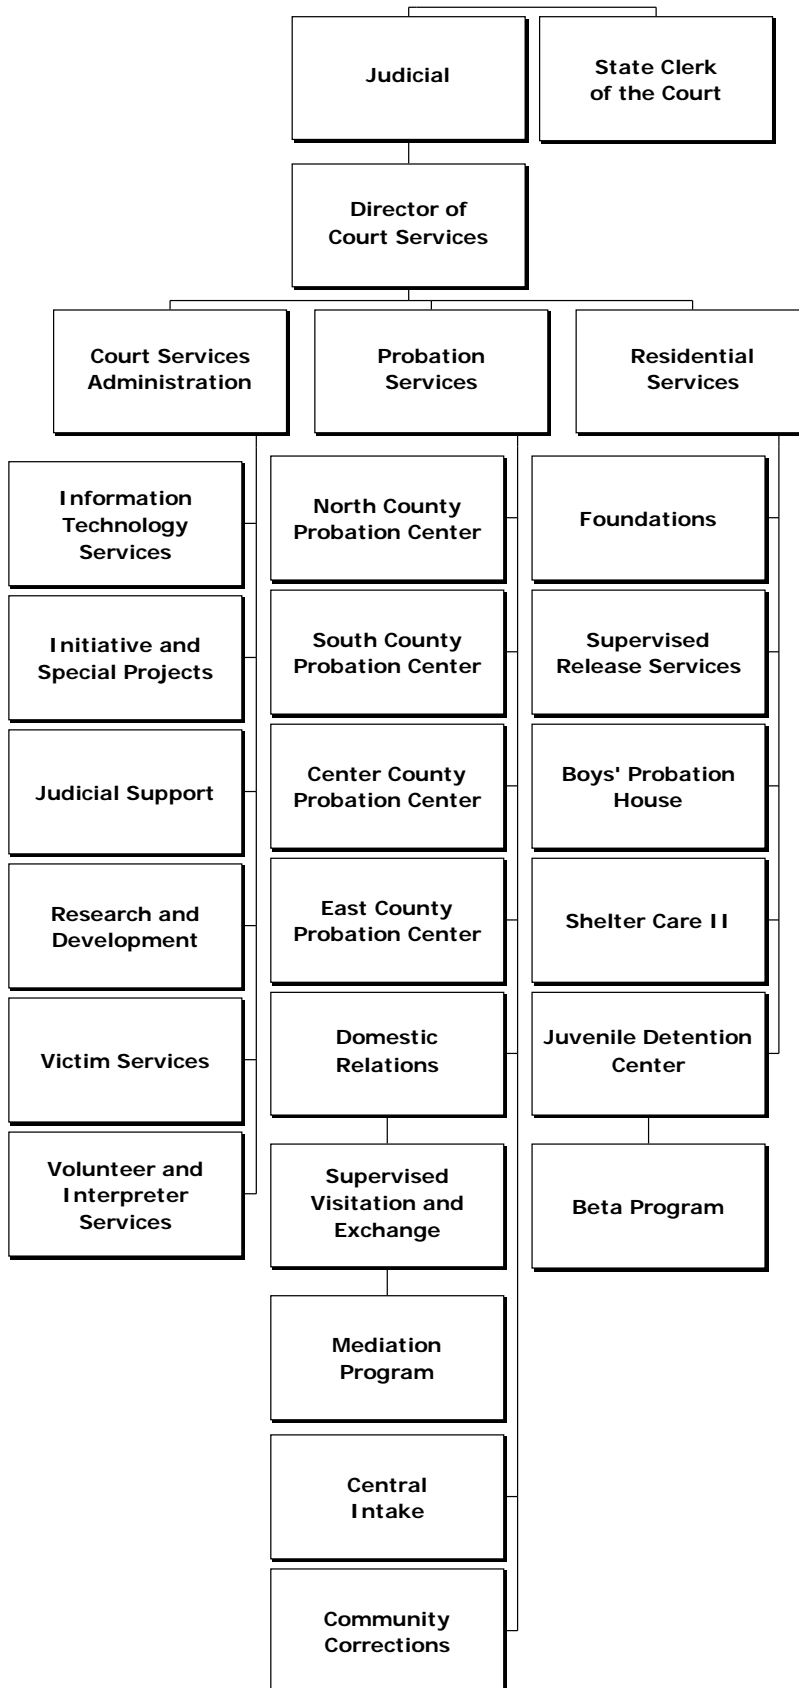 Judicial
State Clerk
of the Court
Director of
Court Services
Court Services
Administration
Probation
Services
Residential
Services
Information
Technology
Services
Initiative and
Special Projects
Judicial Support
Research and
Development
Victim Services
Volunteer and
Interpreter
Services
North County
Probation Center
South County
Probation Center
Center County
Probation Center
East County
Probation Center
Domestic
Relations
Supervised
Visitation and
Exchange
Mediation
Program
Central
Intake
Community
Corrections
Foundations
Supervised
Release Services
Boys' Probation
House
Shelter Care II
Juvenile Detention
Center
Beta Program